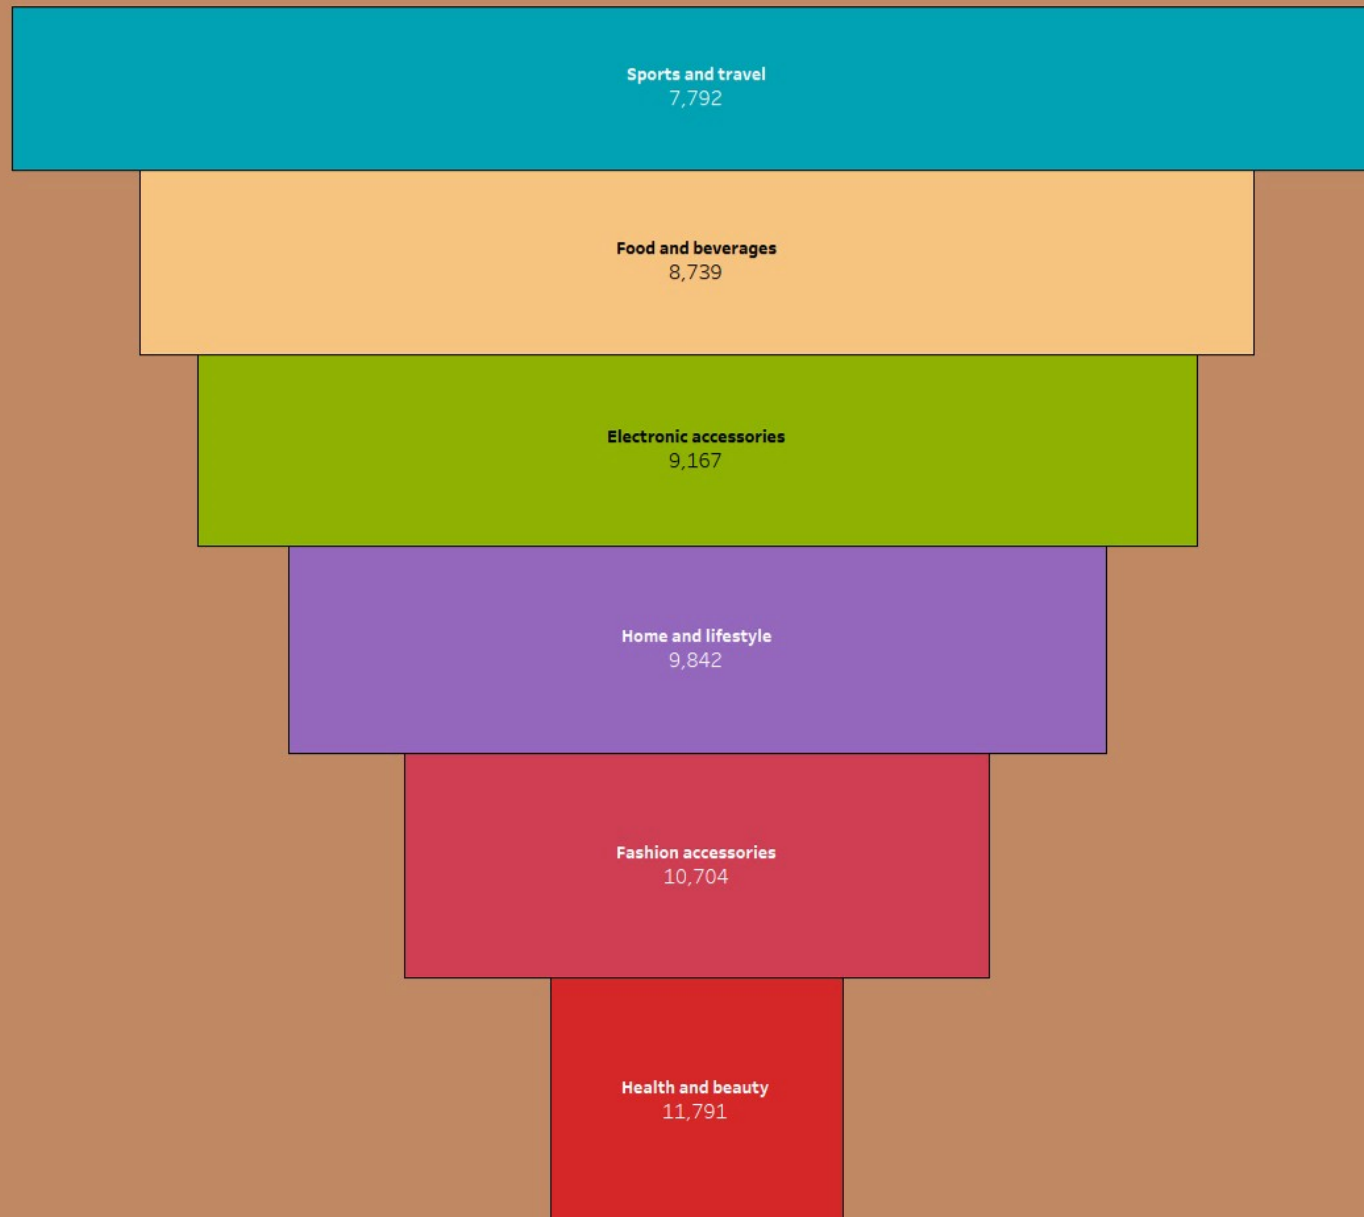 Sports and travel
7,792
Food and beverages
8,739
Electronic accessories
9,167
Home and lifestyle
9,842
Fashion accessories
10,704
Health and beauty
11,791